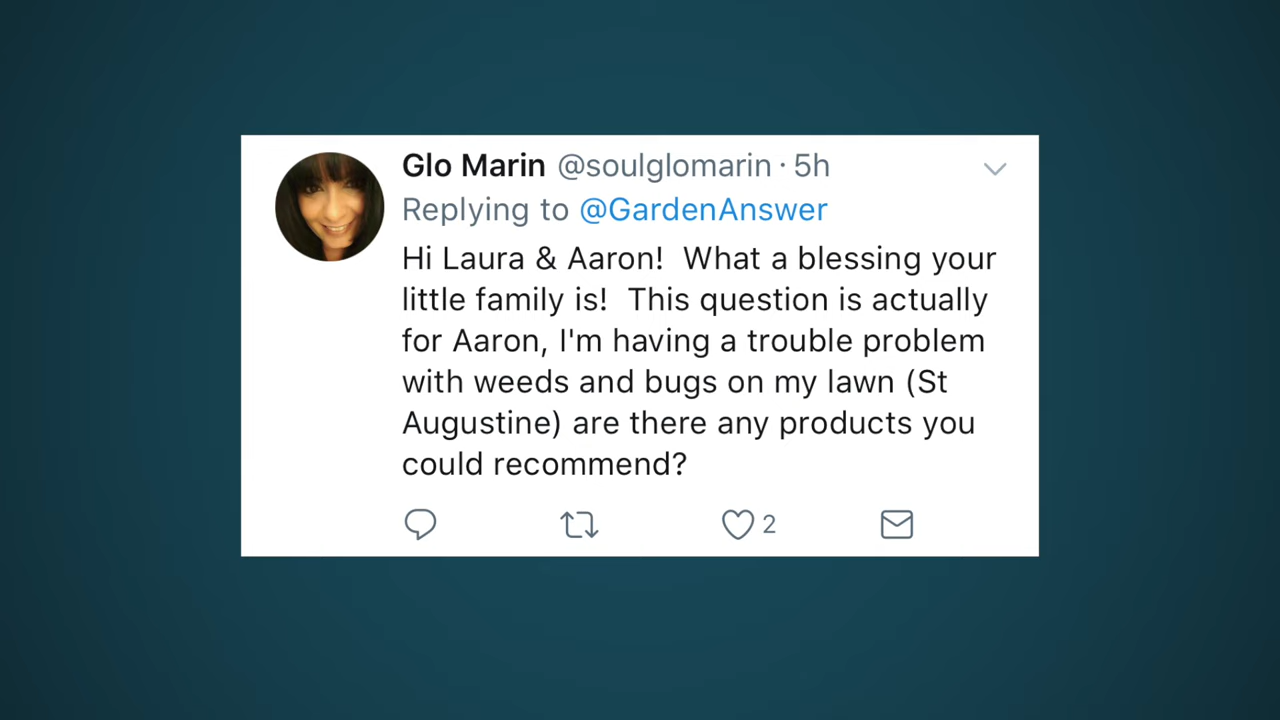 Glo Marin @soulglomarin · 5h
Replying to @GardenAnswer
Hi Laura & Aaron!  What a blessing your
little family is!  This question is actually
for Aaron, I'm having a trouble problem
with weeds and bugs on my lawn (St
Augustine) are there any products you
could recommend?
2